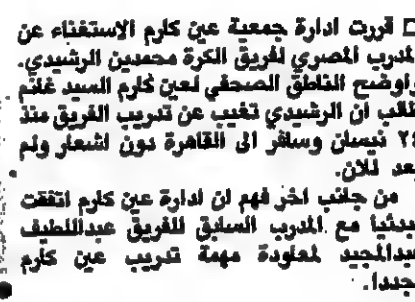 □ قررت ادارة جمعية عين كارم الاستغناء عن
المدرب المصري لفريق الكرة محمدين الرشيدي.
واوضح الناطق الصحفي لعين كارم السيد غانم
ان الرشيدي تغيب عن تدريب الفريق منذ
نيسان وسافر الى القاهرة دون اشعار ولم
يعد للان.
من جانب اخر فهم ان ادارة عين كارم اتفقت
مبدئيا مع المدرب السابق للفريق عبداللطيف
عبدالمجيد لمعاودة مهمة تدريب عين كارم
مجددا.